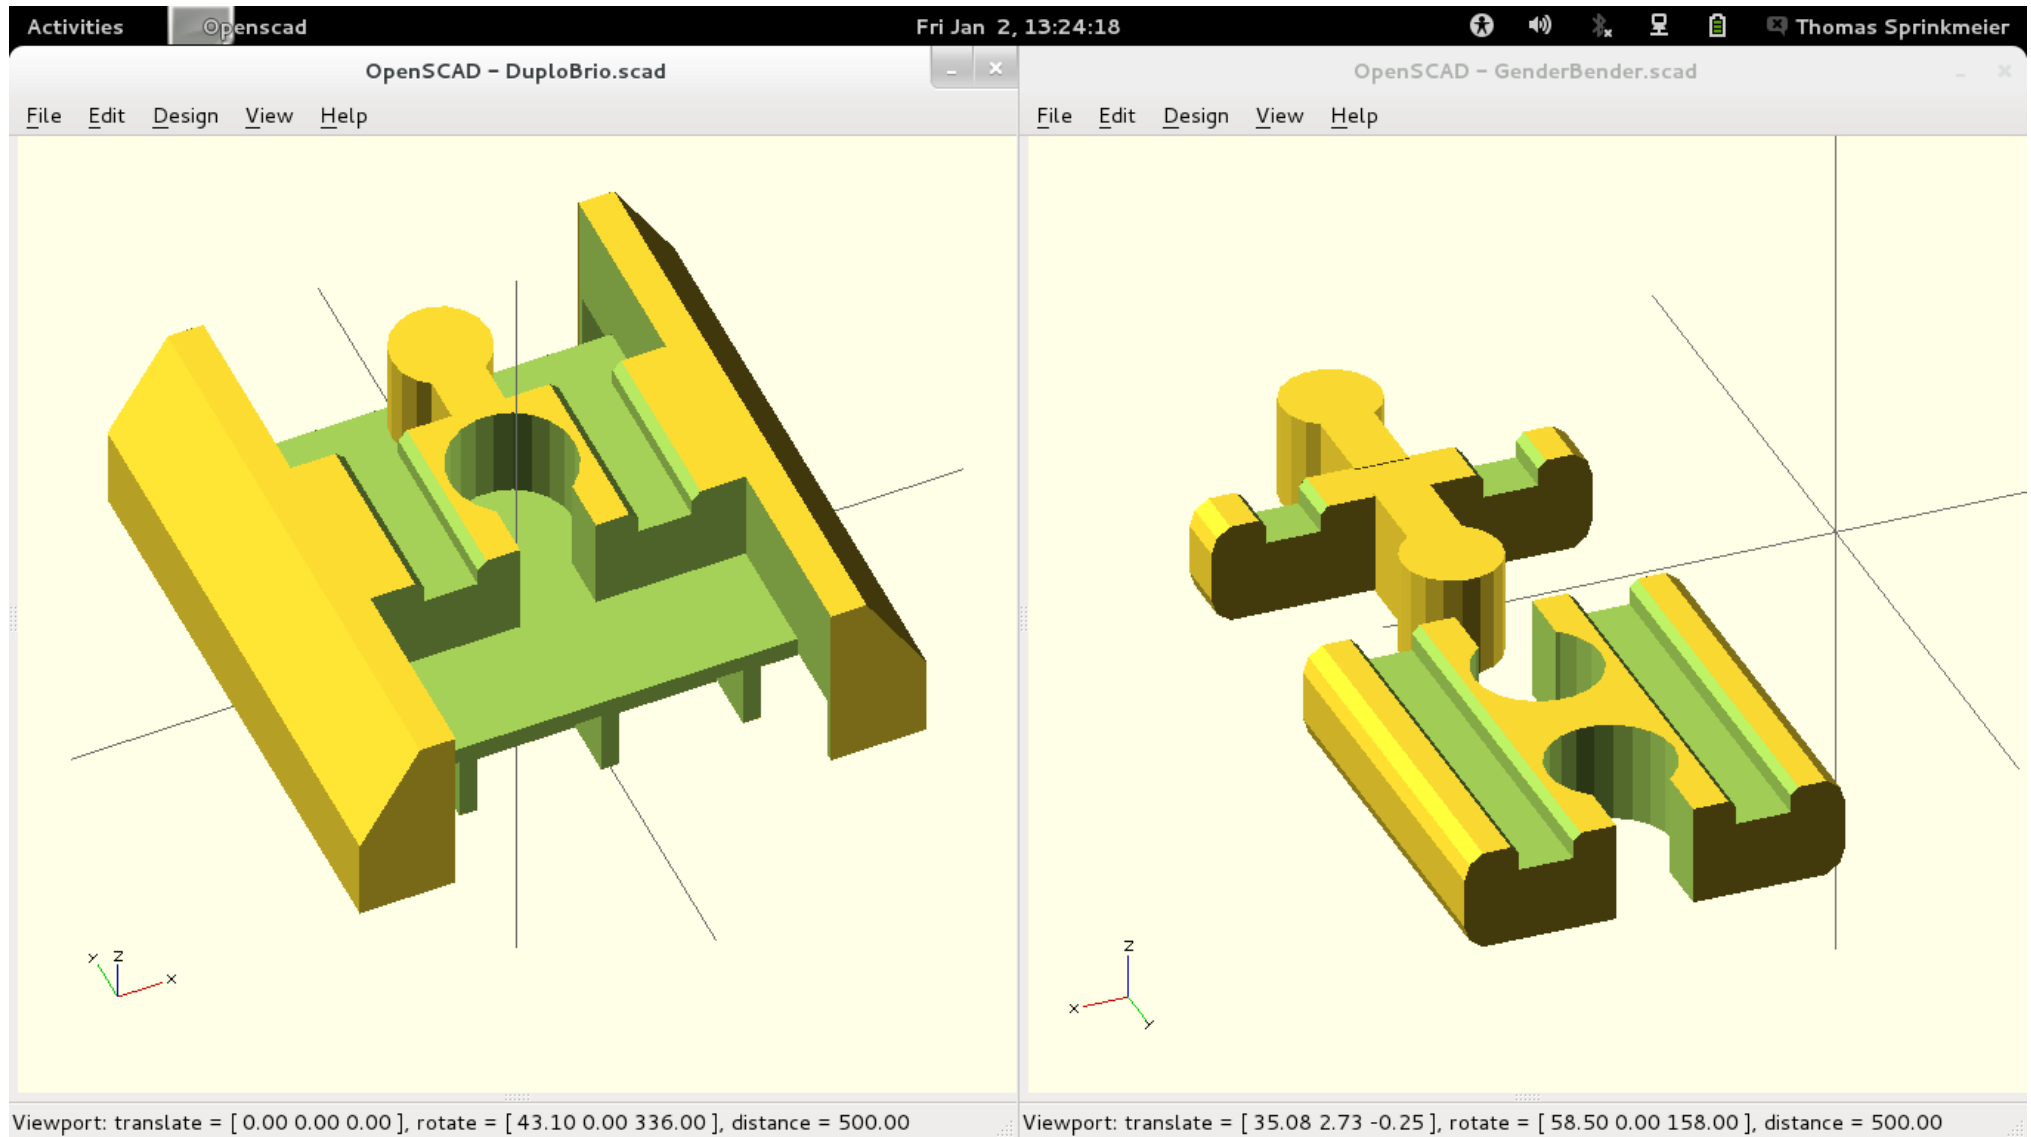 Activities Openscad Fri Jan 2, 13:24:18 Thomas Sprinkmeier
OpenSCAD - DuploBrio.scad
File Edit Design View Help
Y Z X
Viewport: translate = [ 0.00 0.00 0.00 ], rotate = [ 43.10 0.00 336.00 ], distance = 500.00
OpenSCAD - GenderBender.scad
File Edit Design View Help
Z
X
Y
Viewport: translate = [ 35.08 2.73 -0.25 ], rotate = [ 58.50 0.00 158.00 ], distance = 500.00